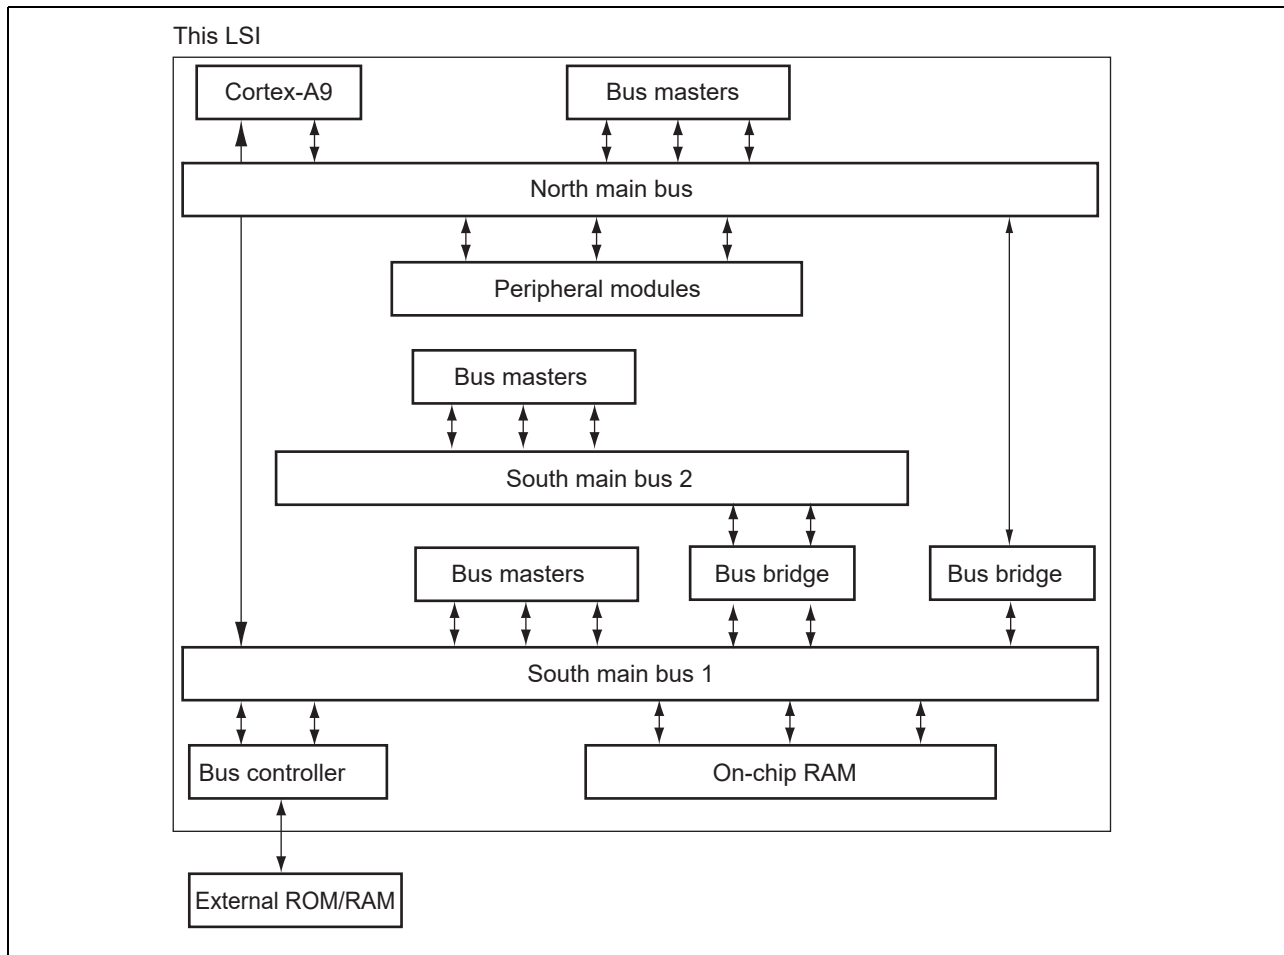 This LSI
Cortex-A9
Bus masters
North main bus
Peripheral modules
Bus masters
South main bus 2
Bus masters
Bus bridge
Bus bridge
South main bus 1
Bus controller
On-chip RAM
External ROM/RAM